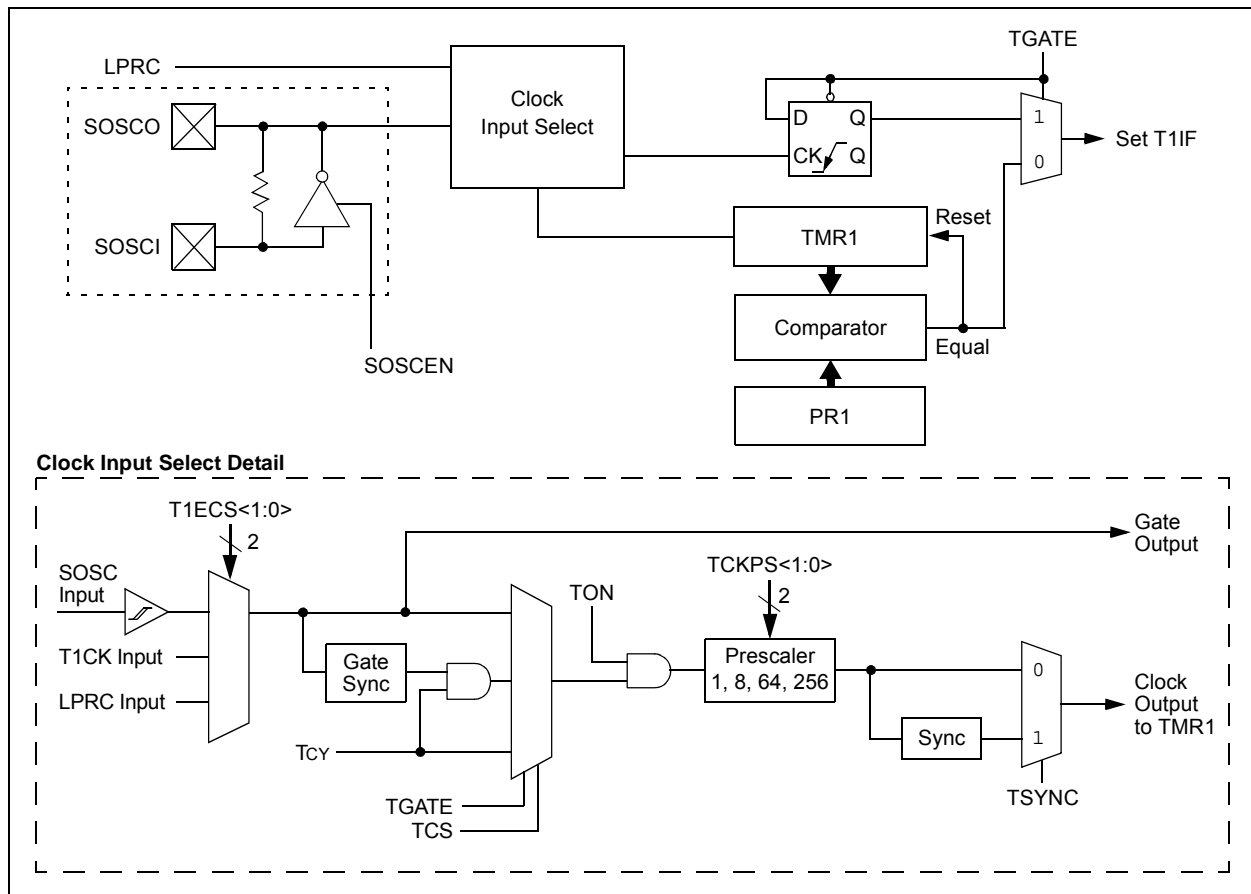 TGATE
LPRC
Clock
Input Select
SOSCO
D Q
CK Q
1
0
Set T1IF
SOSCI
TMR1
Reset
Comparator
Equal
SOSCEN
PR1
Clock Input Select Detail
T1ECS<1:0>
2
Gate
Output
SOSC
Input
TCKPS<1:0>
2
TON
T1CK Input
Gate
Sync
Prescaler
1, 8, 64, 256
0
LPRC Input
Clock
Output
to TMR1
Sync
1
TCY
TGATE
TCS
TSYNC